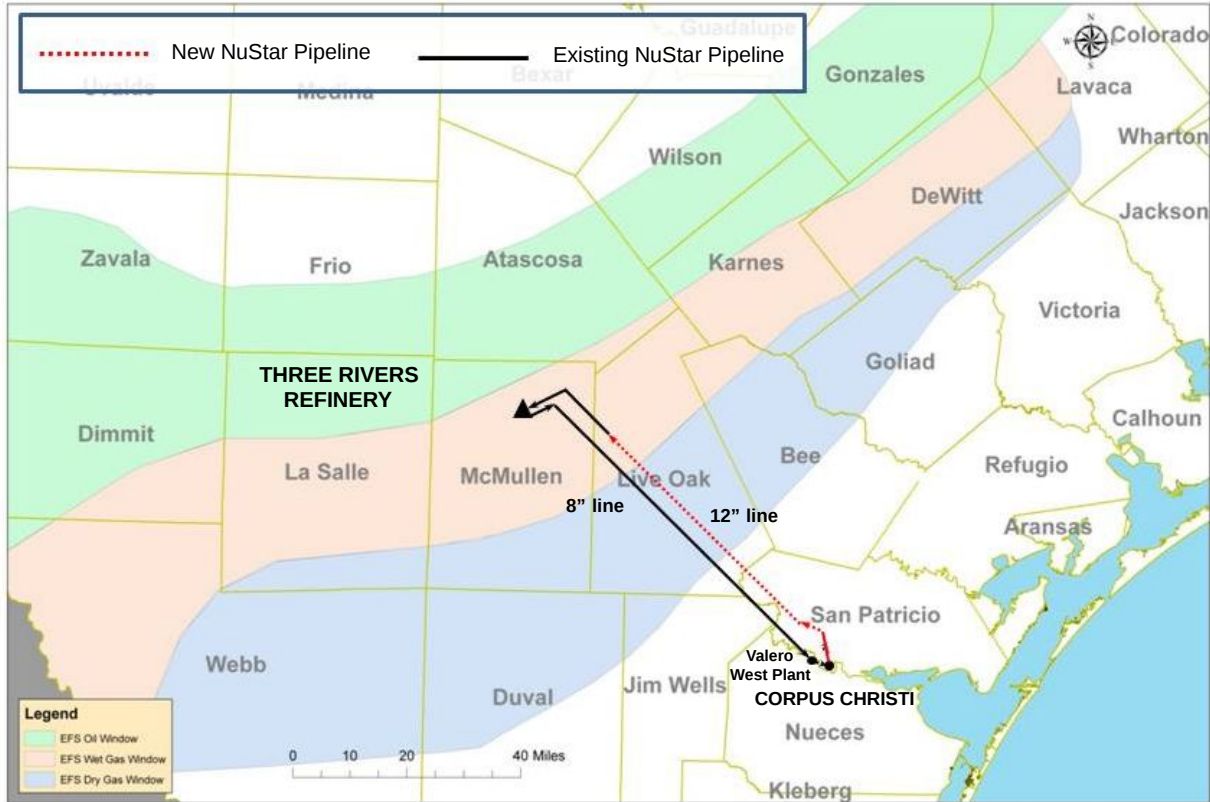 New NuStar Pipeline
Existing NuStar Pipeline
Guadalupe
Colorado
N
W
S
Uvalde
Medina
Bexar
Gonzales
Lavaca
Wharton
Wilson
DeWitt
Jackson
Zavala
Frio
Atascosa
Karnes
Victoria
THREE RIVERS
REFINERY
Goliad
Calhoun
Dimmit
La Salle
McMullen
Live Oak
Bee
Refugio
8” line
12” line
Aransas
San Patricio
Webb
Valero
West Plant
Duval
Jim Wells
CORPUS CHRISTI
Nueces
Kleberg
Legend
EFS Oil Window
EFS Wet Gas Window
EFS Dry Gas Window
0 10 20 40 Miles